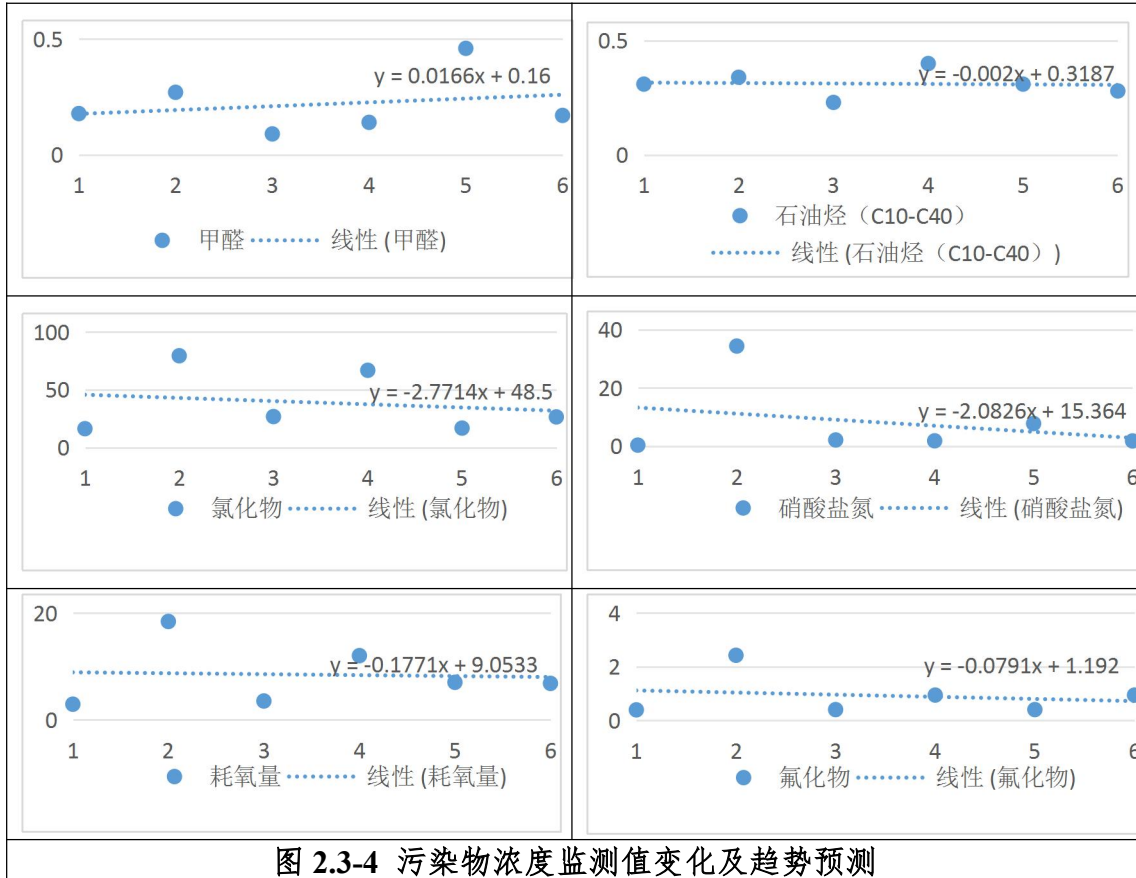 0.5
y = 0.0166x + 0.16
0
1 2 3 4 5 6
甲醛 线性 (甲醛)
0.5
y = -0.002x + 0.3187
0
1 2 3 4 5 6
石油烃（C10-C40）
线性 (石油烃（C10-C40）)
100
50
y = -2.7714x + 48.5
0
1 2 3 4 5 6
氯化物 线性 (氯化物)
40
20
y = -2.0826x + 15.364
0
1 2 3 4 5 6
硝酸盐氮 线性 (硝酸盐氮)
20
y = -0.1771x + 9.0533
0
1 2 3 4 5 6
耗氧量 线性 (耗氧量)
4
2
y = -0.0791x + 1.192
0
1 2 3 4 5 6
氟化物 线性 (氟化物)
图 2.3-4 污染物浓度监测值变化及趋势预测